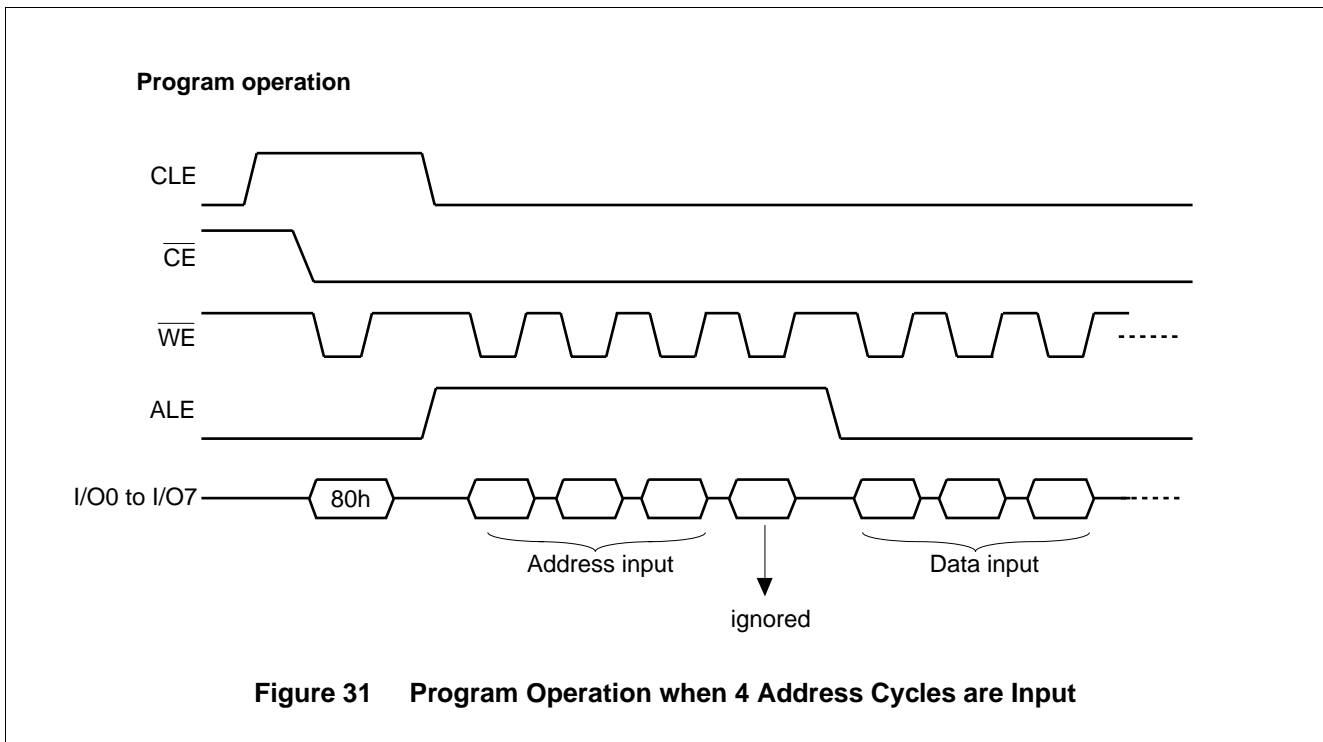 Program operation
CLE
CE
WE
ALE
I/O0 to I/O7
80h
Address input
Data input
ignored
Figure 31 Program Operation when 4 Address Cycles are Input